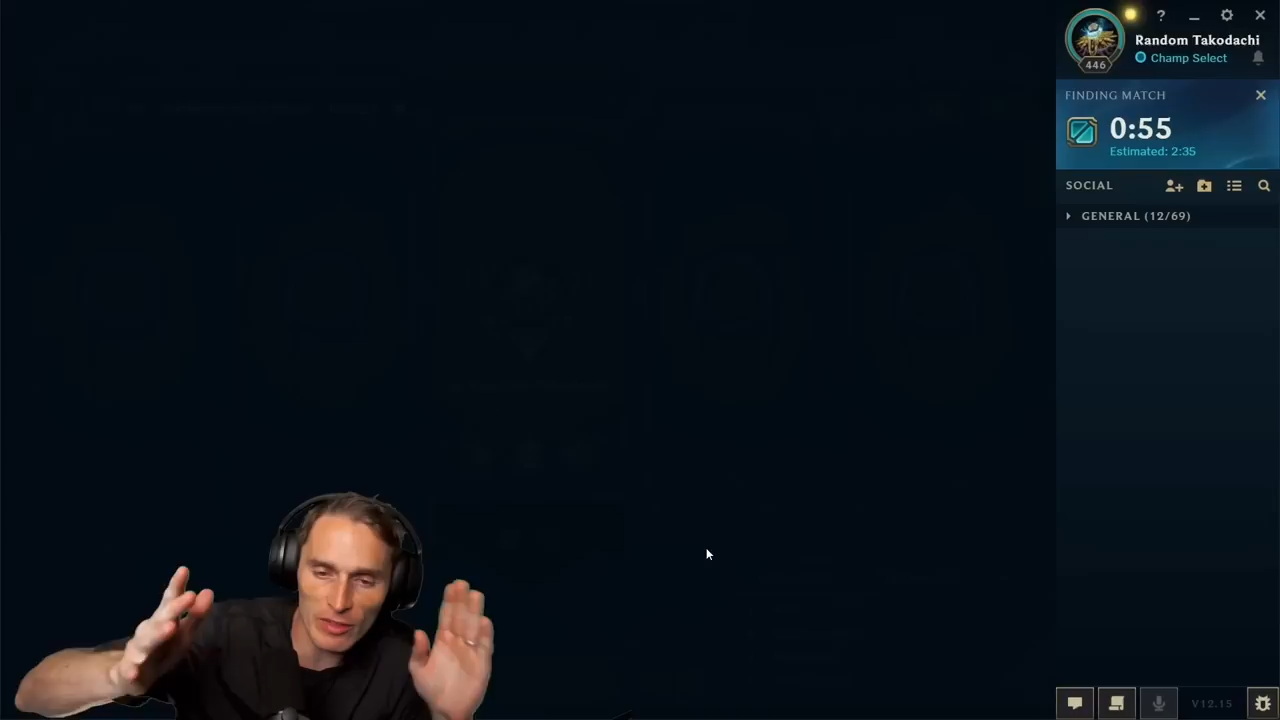 ?
Random Takodachi
446
Champ Select
FINDING MATCH
0:55
Estimated: 2:35
SOCIAL
GENERAL (12/69)
V12.15